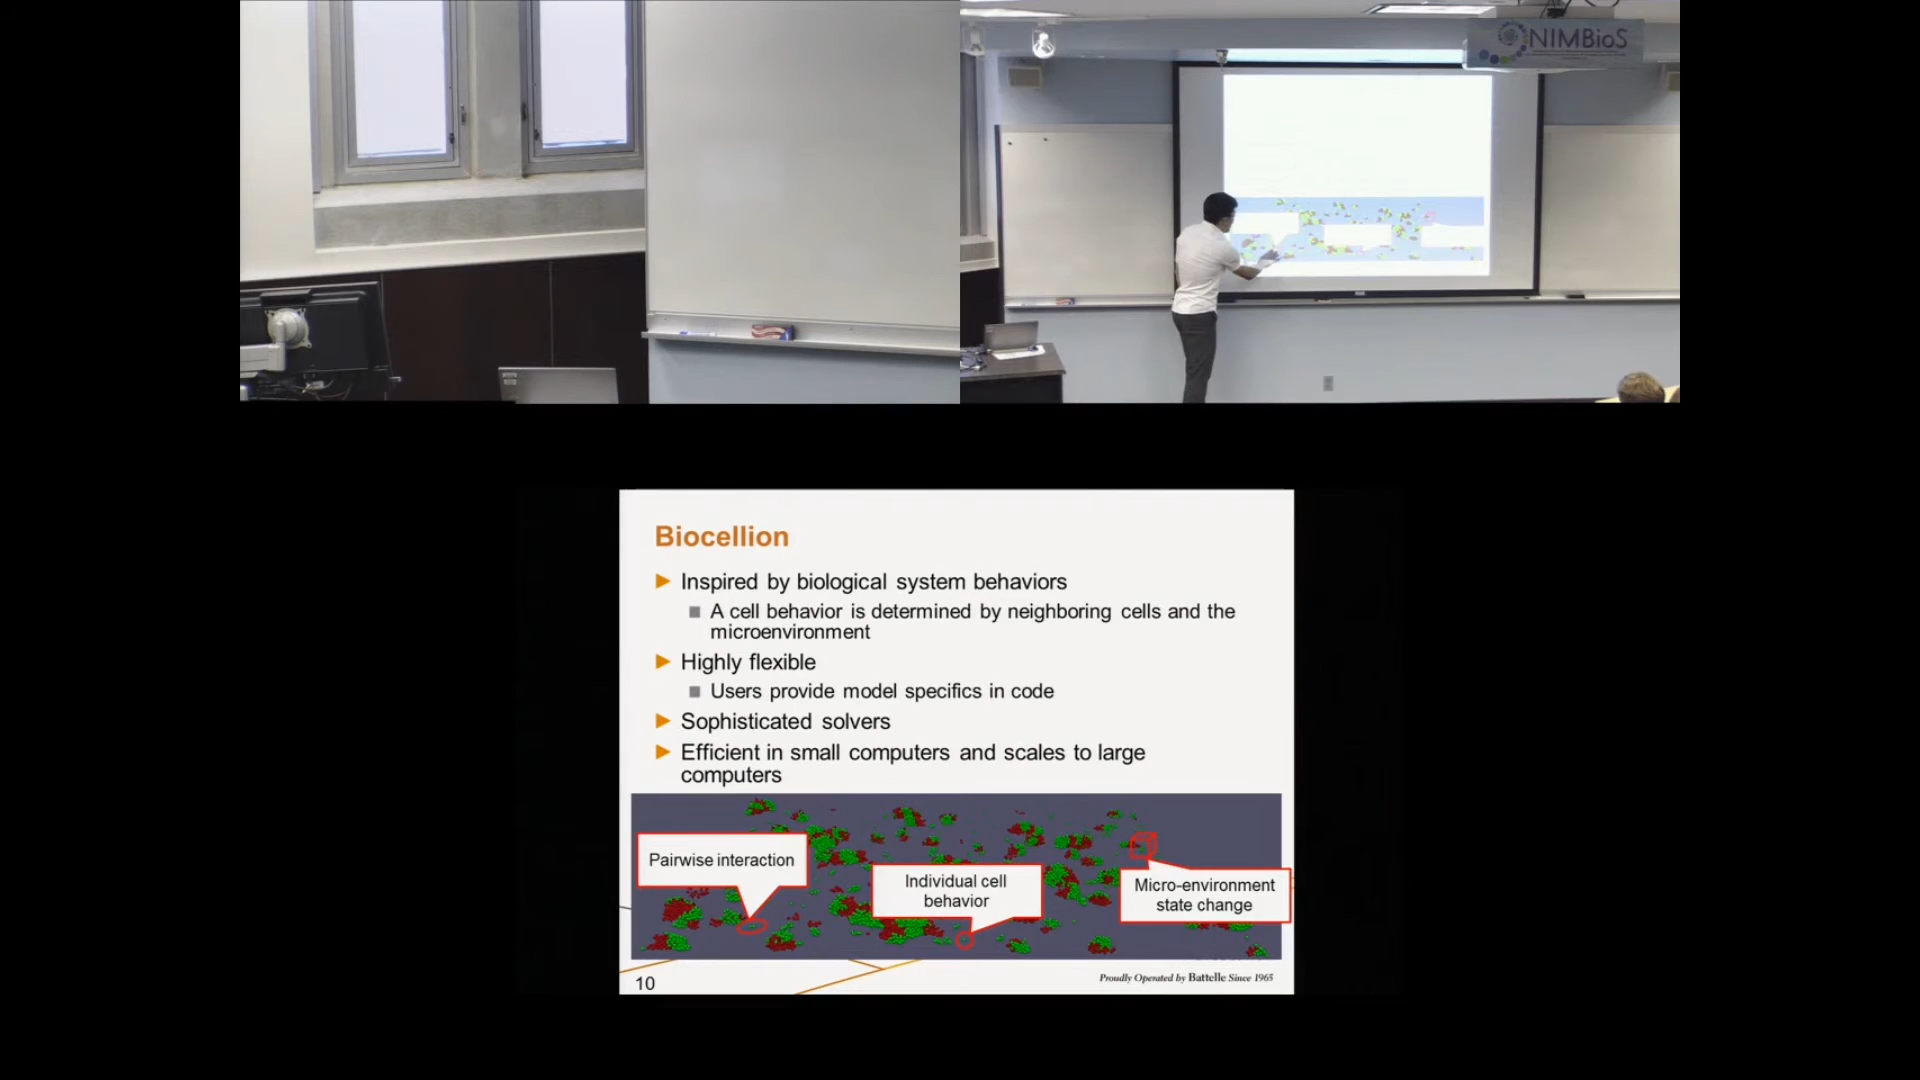 NIMBioS
Biocellion
Inspired by biological system behaviors
A cell behavior is determined by neighboring cells and the
microenvironment
Highly flexible
Users provide model specifics in code
Sophisticated solvers
Efficient in small computers and scales to large
computers
Pairwise interaction
Individual cell
behavior
Micro-environment
state change
10
Proudly Operated by Battelle Since 1965